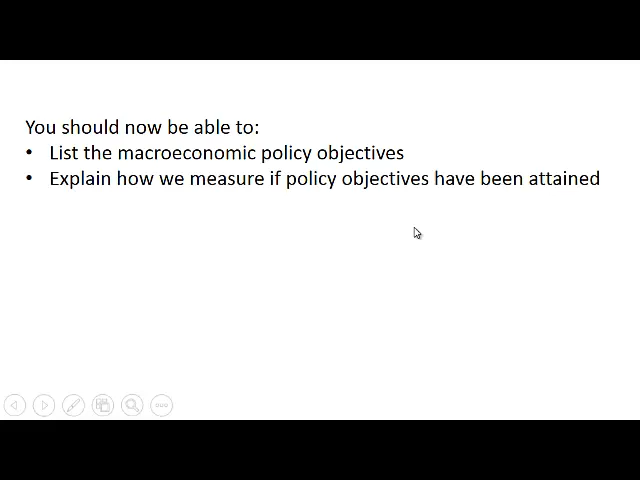 You should now be able to:
• List the macroeconomic policy objectives
• Explain how we measure if policy objectives have been attained